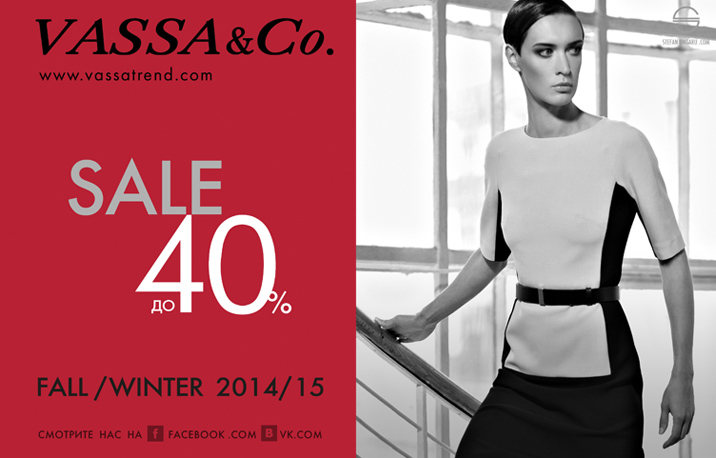 VASSA & Co.
www.vassatrend.com
SALE
ДО 40%
FALL / WINTER 2014/15
СМОТРИТЕ НАС НА f FACEBOOK.COM B VK.COM